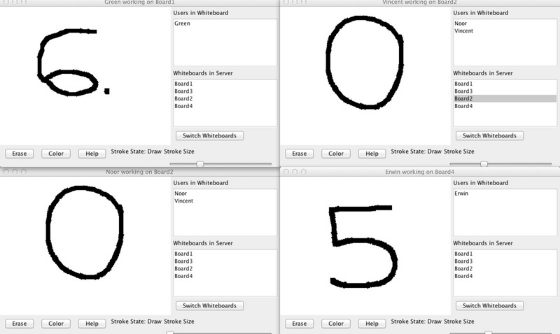 Green working on Board1
6.
Users in Whiteboard
Green
Whiteboards in Server
Board1
Board3
Board2
Board4
Switch Whiteboards
Erase Color Help Stroke State: Draw Stroke Size
Vincent working on Board2
0
Users in Whiteboard
Noor
Vincent
Whiteboards in Server
Board1
Board3
Board2
Board4
Switch Whiteboards
Erase Color Help Stroke State: Draw Stroke Size
Noor working on Board2
0
Users in Whiteboard
Noor
Vincent
Whiteboards in Server
Board1
Board3
Board2
Board4
Switch Whiteboards
Erase Color Help Stroke State: Draw Stroke Size
Erwin working on Board4
5
Users in Whiteboard
Erwin
Whiteboards in Server
Board1
Board3
Board2
Board4
Switch Whiteboards
Erase Color Help Stroke State: Draw Stroke Size